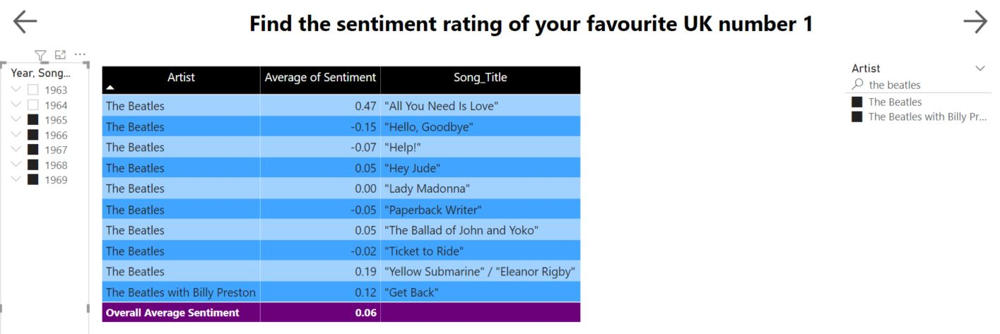 Find the sentiment rating of your favourite UK number 1
Year, Song...
1963
1964
1965
1966
1967
1968
1969
Artist Average of Sentiment Song_Title
The Beatles 0.47 "All You Need Is Love"
The Beatles -0.15 "Hello, Goodbye"
The Beatles -0.07 "Help!"
The Beatles 0.05 "Hey Jude"
The Beatles 0.00 "Lady Madonna"
The Beatles -0.05 "Paperback Writer"
The Beatles 0.05 "The Ballad of John and Yoko"
The Beatles -0.02 "Ticket to Ride"
The Beatles 0.19 "Yellow Submarine" / "Eleanor Rigby"
The Beatles with Billy Preston 0.12 "Get Back"
Overall Average Sentiment 0.06
Artist
the beatles
The Beatles
The Beatles with Billy Pr...